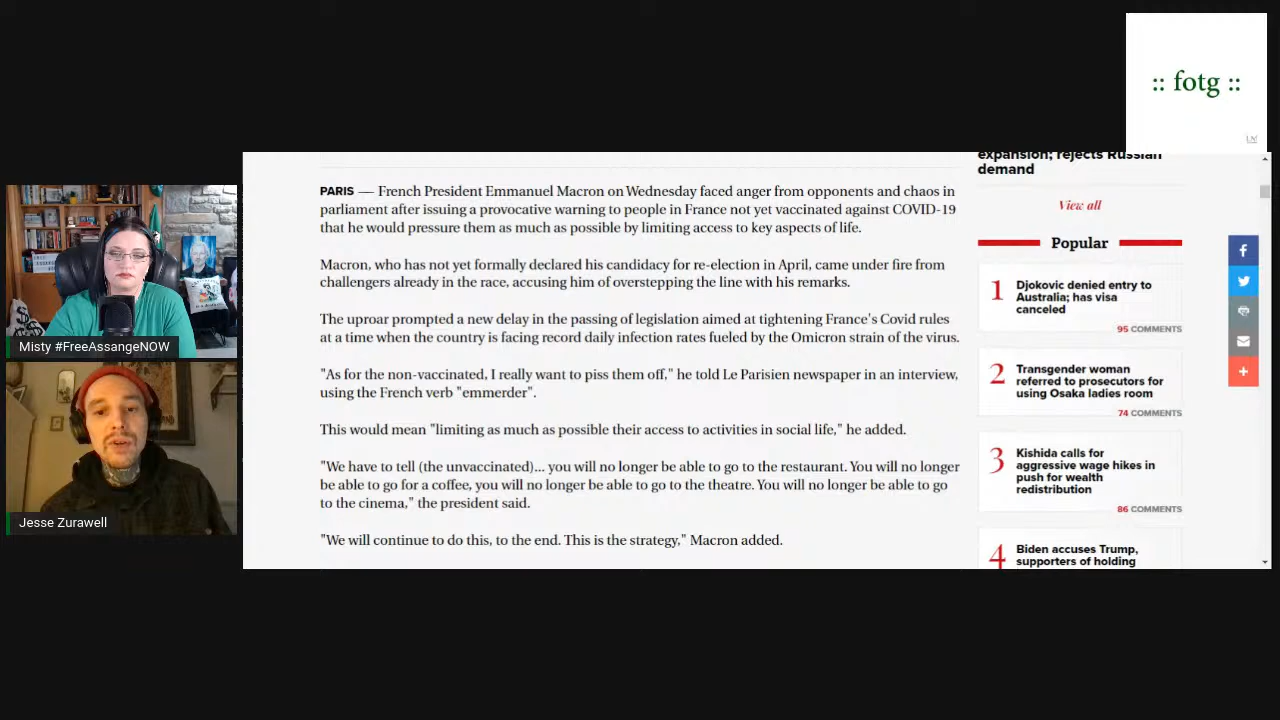 :: fotg ::
Misty #FreeAssangeNOW
Jesse Zurawell
PARIS — French President Emmanuel Macron on Wednesday faced anger from opponents and chaos in
parliament after issuing a provocative warning to people in France not yet vaccinated against COVID-19
that he would pressure them as much as possible by limiting access to key aspects of life.
Macron, who has not yet formally declared his candidacy for re-election in April, came under fire from
challengers already in the race, accusing him of overstepping the line with his remarks.
The uproar prompted a new delay in the passing of legislation aimed at tightening France's Covid rules
at a time when the country is facing record daily infection rates fueled by the Omicron strain of the virus.
"As for the non-vaccinated, I really want to piss them off," he told Le Parisien newspaper in an interview,
using the French verb "emmerder".
This would mean "limiting as much as possible their access to activities in social life," he added.
"We have to tell (the unvaccinated)... you will no longer be able to go to the restaurant. You will no longer
be able to go for a coffee, you will no longer be able to go to the theatre. You will no longer be able to go
to the cinema," the president said.
"We will continue to do this, to the end. This is the strategy," Macron added.
expansion; rejects Russian
demand
View all
Popular
1 Djokovic denied entry to
Australia; has visa
canceled
95 COMMENTS
2 Transgender woman
referred to prosecutors for
using Osaka ladies room
74 COMMENTS
3 Kishida calls for
aggressive wage hikes in
push for wealth
redistribution
86 COMMENTS
4 Biden accuses Trump,
supporters of holding